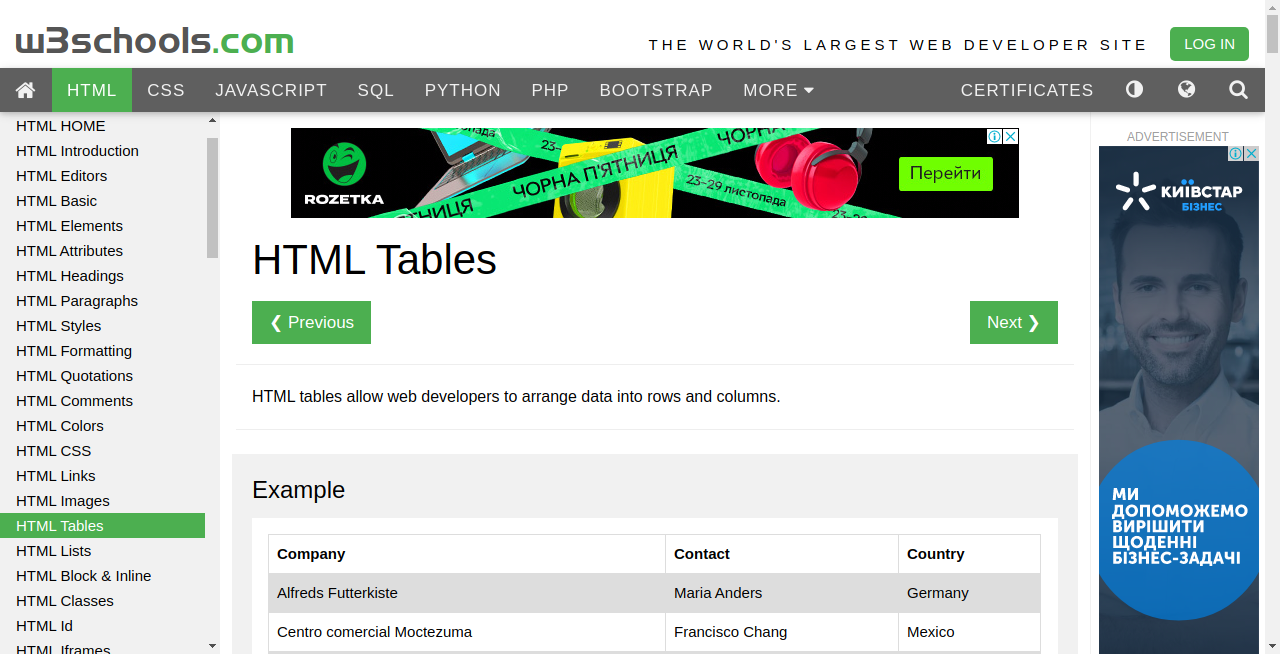 w3schools.com
THE WORLD'S LARGEST WEB DEVELOPER SITE
LOG IN
HTML
CSS
JAVASCRIPT
SQL
PYTHON
PHP
BOOTSTRAP
MORE
CERTIFICATES
HTML HOME
HTML Introduction
HTML Editors
HTML Basic
HTML Elements
HTML Attributes
HTML Headings
HTML Paragraphs
HTML Styles
HTML Formatting
HTML Quotations
HTML Comments
HTML Colors
HTML CSS
HTML Links
HTML Images
HTML Tables
HTML Lists
HTML Block & Inline
HTML Classes
HTML Id
HTML Iframes
ROZETKA
ЧОРНА П'ЯТНИЦЯ
23–29 листопада
Перейти
HTML Tables
❮ Previous
Next ❯
HTML tables allow web developers to arrange data into rows and columns.
Example
Company Contact Country
Alfreds Futterkiste Maria Anders Germany
Centro comercial Moctezuma Francisco Chang Mexico
ADVERTISEMENT
КИЇВСТАР
БІЗНЕС
МИ
ДОПОМОЖЕМО
ВИРІШИТИ
ЩОДЕННІ
БІЗНЕС-ЗАДАЧІ